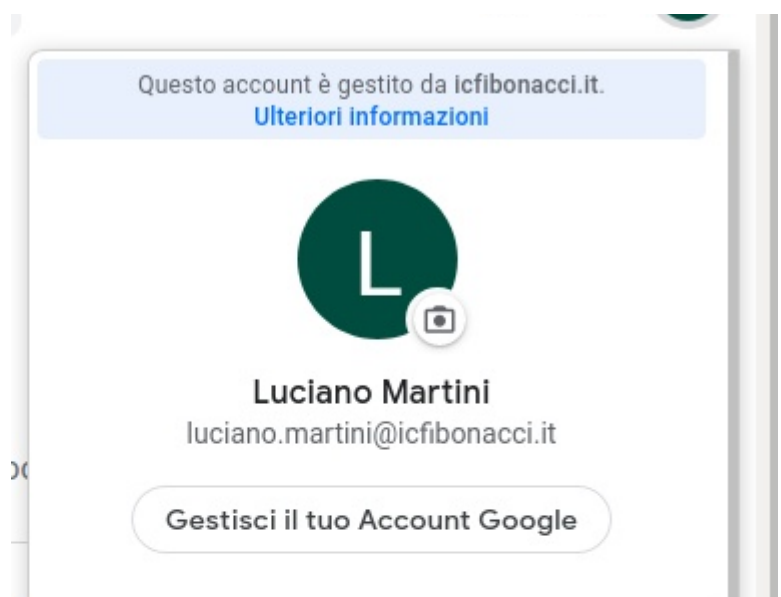 Questo account è gestito da icfibonacci.it.
Ulteriori informazioni
L
Luciano Martini
luciano.martini@icfibonacci.it
Gestisci il tuo Account Google